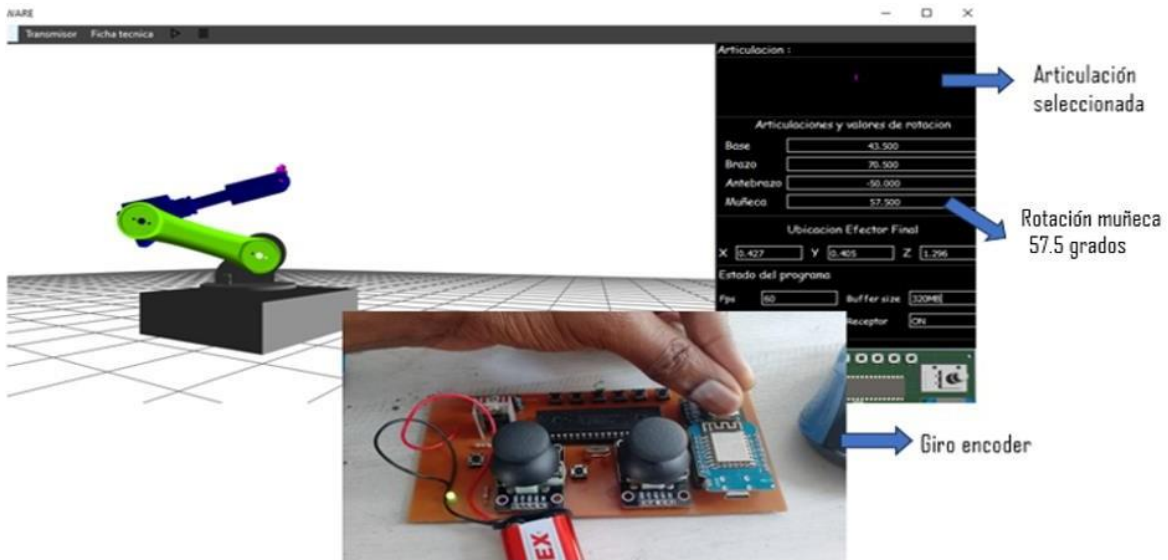 WARE
Transmisor Ficha tecnica
Articulacion :
Articulación
seleccionada
Articulaciones y valores de rotacion
Base 43.500
Brazo 70.500
Antebrazo -50.000
Muñeca 57.500
Rotación muñeca
57.5 grados
Ubicacion Efector Final
X 0.427 Y 0.405 Z 1.296
Estado del programa
Fps 60 Buffer size 320MB
Receptor ON
Giro encoder
EX